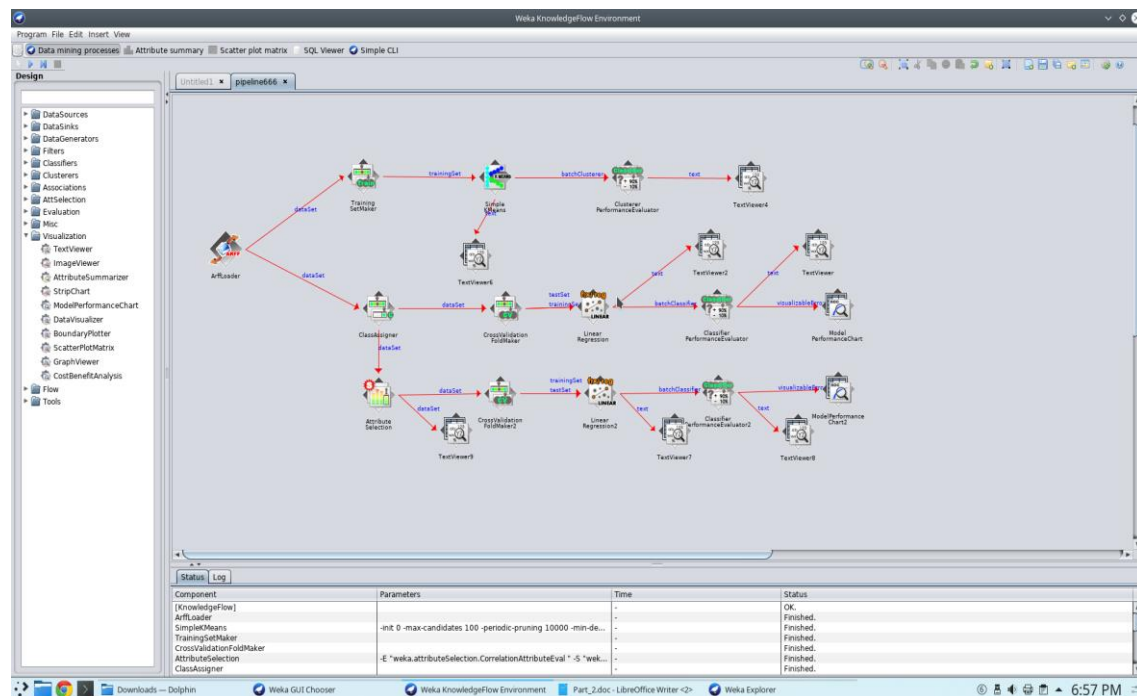 Weka KnowledgeFlow Environment
Program File Edit Insert View
Data mining processes Attribute summary Scatter plot matrix SQL Viewer Simple CLI
Design
Untitled1 × pipeline666 ×
DataSources
DataSinks
DataGenerators
Filters
Classifiers
Clusterers
Associations
AttSelection
Evaluation
Misc
Visualization
TextViewer
ImageViewer
AttributeSummarizer
StripChart
ModelPerformanceChart
DataVisualizer
BoundaryPlotter
ScatterPlotMatrix
GraphViewer
CostBenefitAnalysis
Flow
Tools
trainingSet
batchClusterer
text
dataSet
Training
SetMaker
Simple
KMeans
text
Clusterer
PerformanceEvaluator
TextViewer4
ArffLoader
TextViewer6
TextViewer2
TextViewer
dataSet
text
text
dataSet
testSet
trainingSet
batchClassifier
ClassAssigner
dataSet
CrossValidation
FoldMaker
Linear
Regression
Classifier
PerformanceEvaluator
Model
PerformanceChart
dataSet
trainingSet
testSet
batchClassifier
dataSet
text
text
Attribute
Selection
CrossValidation
FoldMaker2
Linear
Regression2
Classifier
PerformanceEvaluator2
ModelPerformance
Chart2
TextViewer9
TextViewer7
TextViewer8
Status Log
Component Parameters Time Status
[KnowledgeFlow] - OK.
ArffLoader - Finished.
SimpleKMeans -init 0 -max-candidates 100 -periodic-pruning 10000 -min-de... - Finished.
TrainingSetMaker - Finished.
CrossValidationFoldMaker - Finished.
AttributeSelection -E "weka.attributeSelection.CorrelationAttributeEval " -S "wek... - Finished.
ClassAssigner - Finished.
Downloads — Dolphin Weka GUI Chooser Weka KnowledgeFlow Environment Part_2.doc - LibreOffice Writer <2> Weka Explorer 6:57 PM